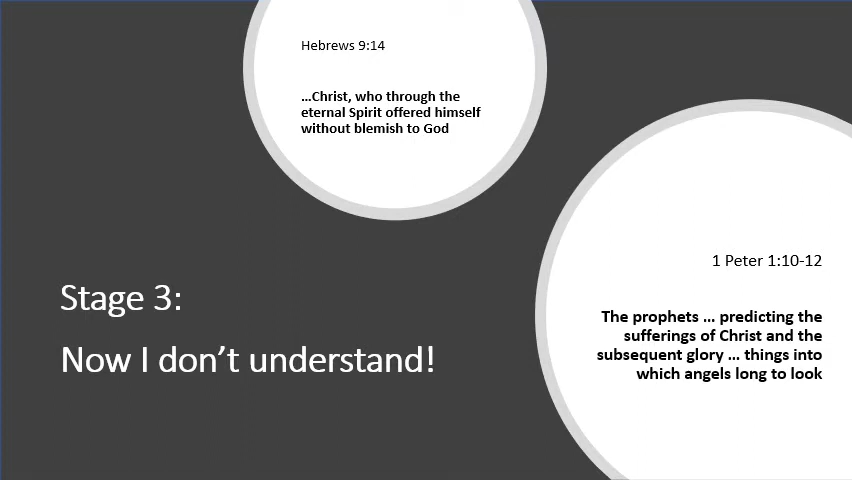 Hebrews 9:14
…Christ, who through the
eternal Spirit offered himself
without blemish to God
Stage 3:
Now I don’t understand!
1 Peter 1:10-12
The prophets … predicting the
sufferings of Christ and the
subsequent glory … things into
which angels long to look